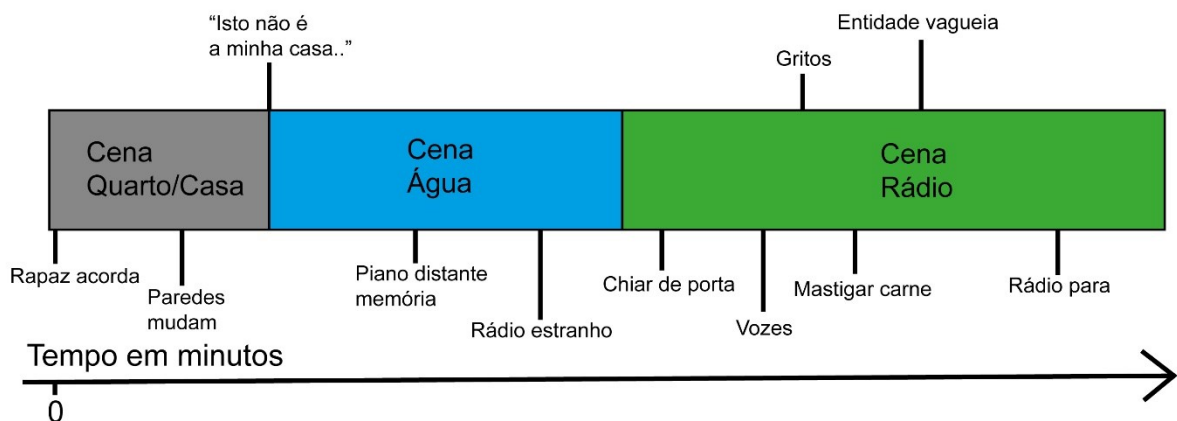 “Isto não é
a minha casa..”
Entidade vagueia
Gritos
Cena
Quarto/Casa
Cena
Água
Cena
Rádio
Rapaz acorda
Paredes
mudam
Piano distante
memória
Rádio estranho
Chiar de porta
Vozes
Mastigar carne
Rádio para
Tempo em minutos
0